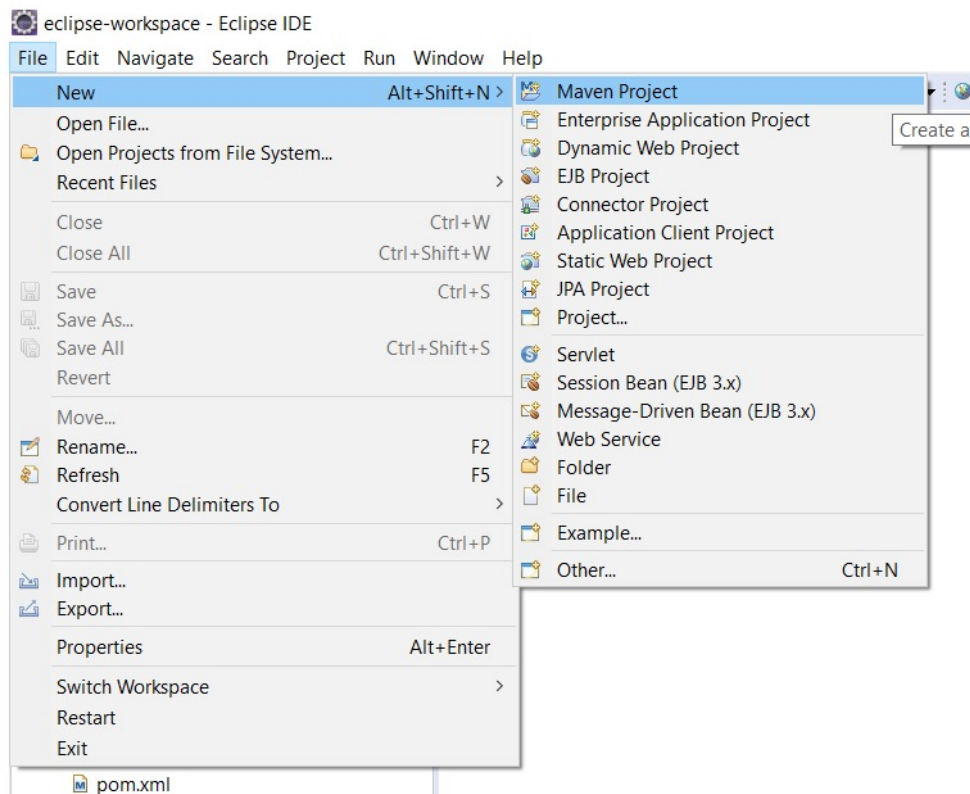 eclipse-workspace - Eclipse IDE
File Edit Navigate Search Project Run Window Help
New Alt+Shift+N >
Open File...
Open Projects from File System...
Recent Files >
Close Ctrl+W
Close All Ctrl+Shift+W
Save Ctrl+S
Save As...
Save All Ctrl+Shift+S
Revert
Move...
Rename... F2
Refresh F5
Convert Line Delimiters To >
Print... Ctrl+P
Import...
Export...
Properties Alt+Enter
Switch Workspace >
Restart
Exit
Maven Project
Enterprise Application Project
Dynamic Web Project
EJB Project
Connector Project
Application Client Project
Static Web Project
JPA Project
Project...
Servlet
Session Bean (EJB 3.x)
Message-Driven Bean (EJB 3.x)
Web Service
Folder
File
Example...
Other... Ctrl+N
Create a
pom.xml